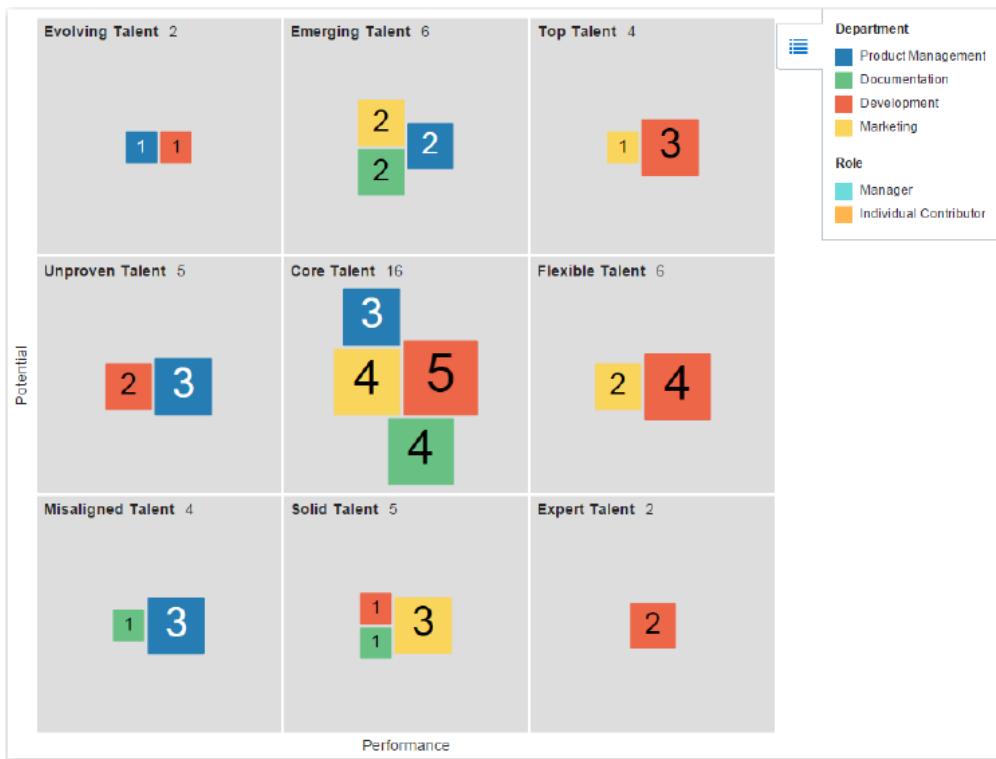 Evolving Talent 2
1
1
Emerging Talent 6
2
2
2
Top Talent 4
1
3
Unproven Talent 5
2
3
Core Talent 16
3
4
5
4
Flexible Talent 6
2
4
Misaligned Talent 4
1
3
Solid Talent 5
1
1
3
Expert Talent 2
2
Potential
Performance
Department
Product Management
Documentation
Development
Marketing
Role
Manager
Individual Contributor